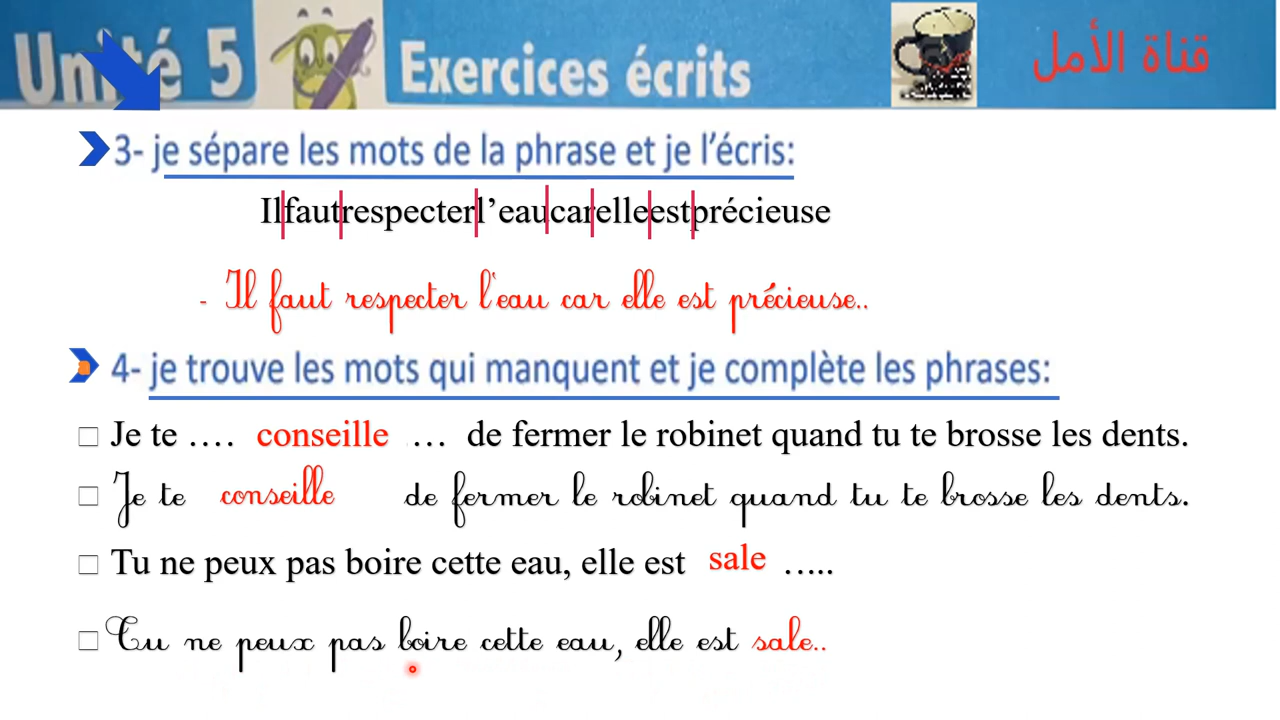 Unité 5 Exercices écrits قناة الأمل
3- je sépare les mots de la phrase et je l'écris:
Ilfautrespecterl'eaucarelleestprécieuse
- Il faut respecter l'eau car elle est précieuse..
4- je trouve les mots qui manquent et je complète les phrases:
Je te .... conseille ... de fermer le robinet quand tu te brosse les dents.
Je te conseille de fermer le robinet quand tu te brosse les dents.
Tu ne peux pas boire cette eau, elle est sale .....
Tu ne peux pas boire cette eau, elle est sale..